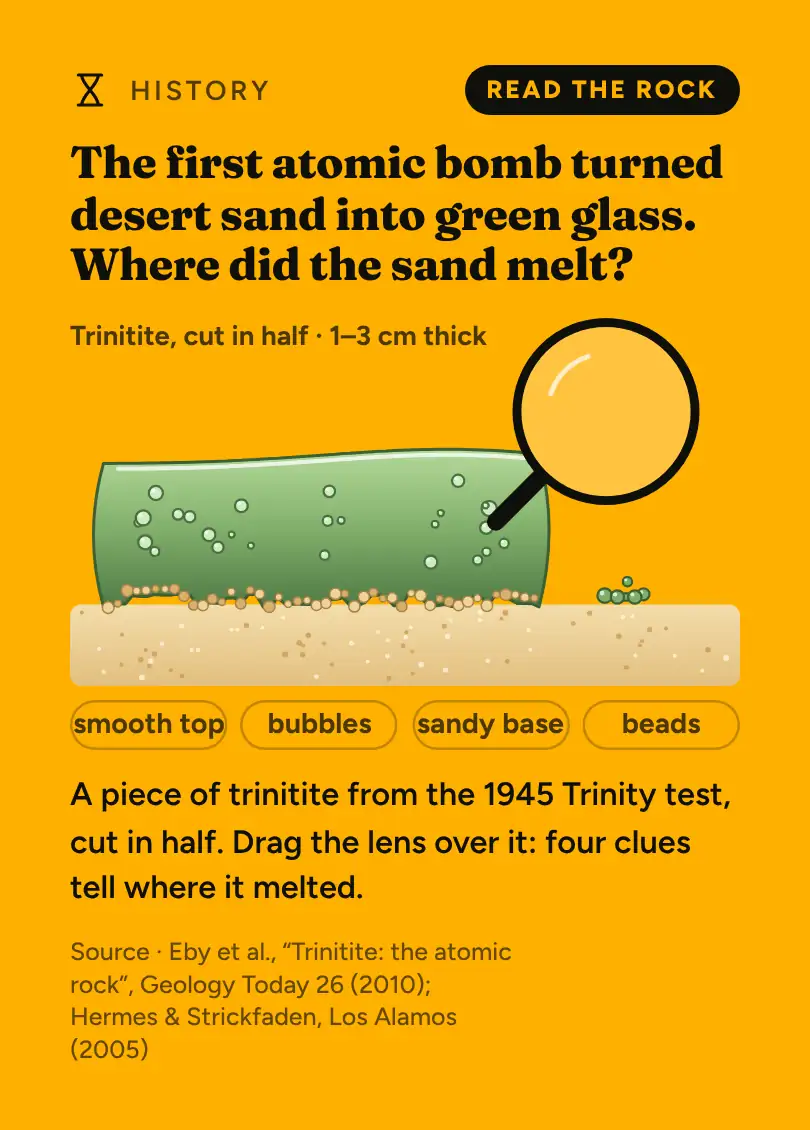 HISTORY
READ THE ROCK
The first atomic bomb turned
desert sand into green glass.
Where did the sand melt?
Trinitite, cut in half · 1–3 cm thick
smooth top
bubbles
sandy base
beads
A piece of trinitite from the 1945 Trinity test,
cut in half. Drag the lens over it: four clues
tell where it melted.
Source · Eby et al., “Trinitite: the atomic
rock”, Geology Today 26 (2010);
Hermes & Strickfaden, Los Alamos
(2005)